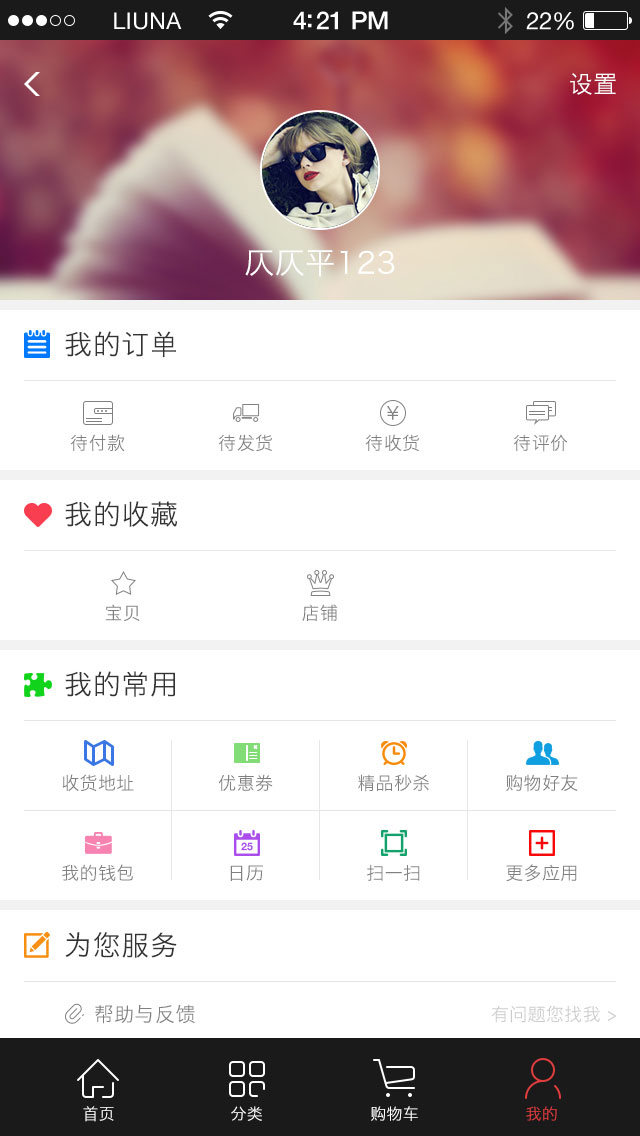 LIUNA 4:21 PM 22%
设置
仄仄平123
我的订单
待付款 待发货 待收货 待评价
我的收藏
宝贝 店铺
我的常用
收货地址 优惠券 精品秒杀 购物好友
25
我的钱包 日历 扫一扫 更多应用
为您服务
帮助与反馈 有问题您找我 >
首页 分类 购物车 我的